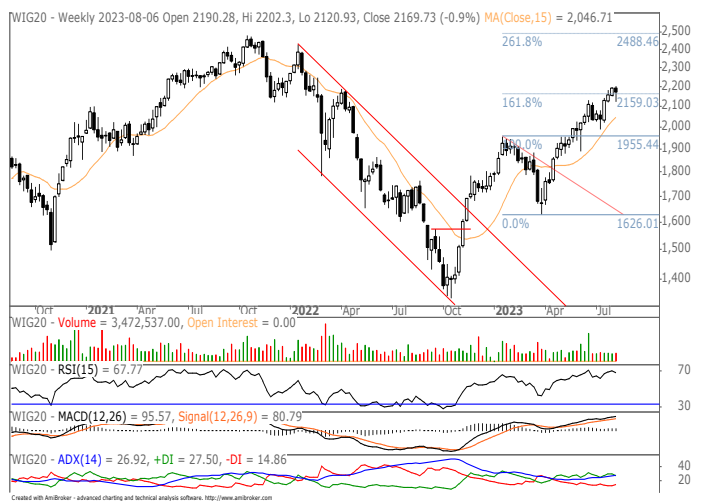 WIG20 - Weekly 2023-08-06 Open 2190.28, Hi 2202.3, Lo 2120.93, Close 2169.73 (-0.9%) MA(Close,15) = 2,046.71
2,500
261.8% 2488.46
2,400
2,300
2,200
161.8% 2159.03
2,100
2,000
100.0% 1955.44
1,900
1,800
1,700
0.0% 1626.01
1,600
1,500
1,400
Oct 2021 Apr Jul Oct 2022 Apr Jul Oct 2023 Apr Jul
WIG20 - Volume = 3,472,537.00, Open Interest = 0.00
WIG20 - RSI(15) = 67.77
70
30
WIG20 - MACD(12,26) = 95.57, Signal(12,26,9) = 80.79
WIG20 - ADX(14) = 26.92, +DI = 27.50, -DI = 14.86
40
20
Created with AmiBroker - advanced charting and technical analysis software. http://www.amibroker.com